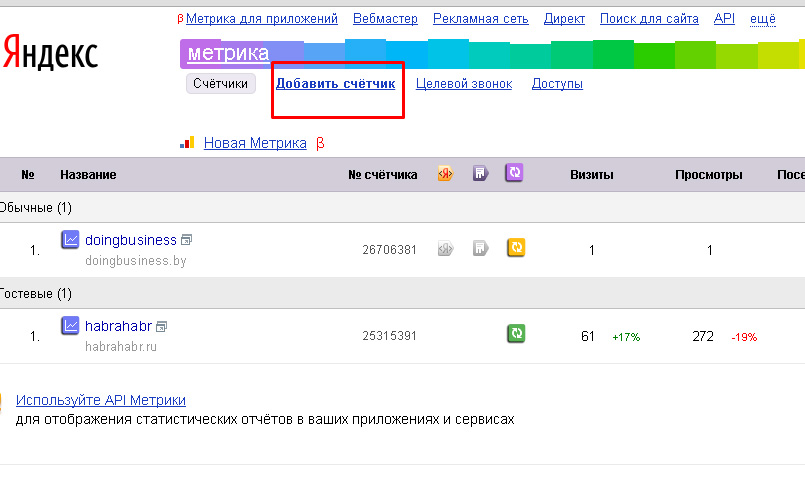 β Метрика для приложений Вебмастер Рекламная сеть Директ Поиск для сайта API ещё
Яндекс
метрика
Счётчики Добавить счётчик Целевой звонок Доступы
Новая Метрика β
№ Название № счётчика Визиты Просмотры Посе
Обычные (1)
1. doingbusiness 26706381 1 1
doingbusiness.by
Гостевые (1)
1. habrahabr 25315391 61 +17% 272 -19%
habrahabr.ru
Используйте API Метрики
для отображения статистических отчётов в ваших приложениях и сервисах